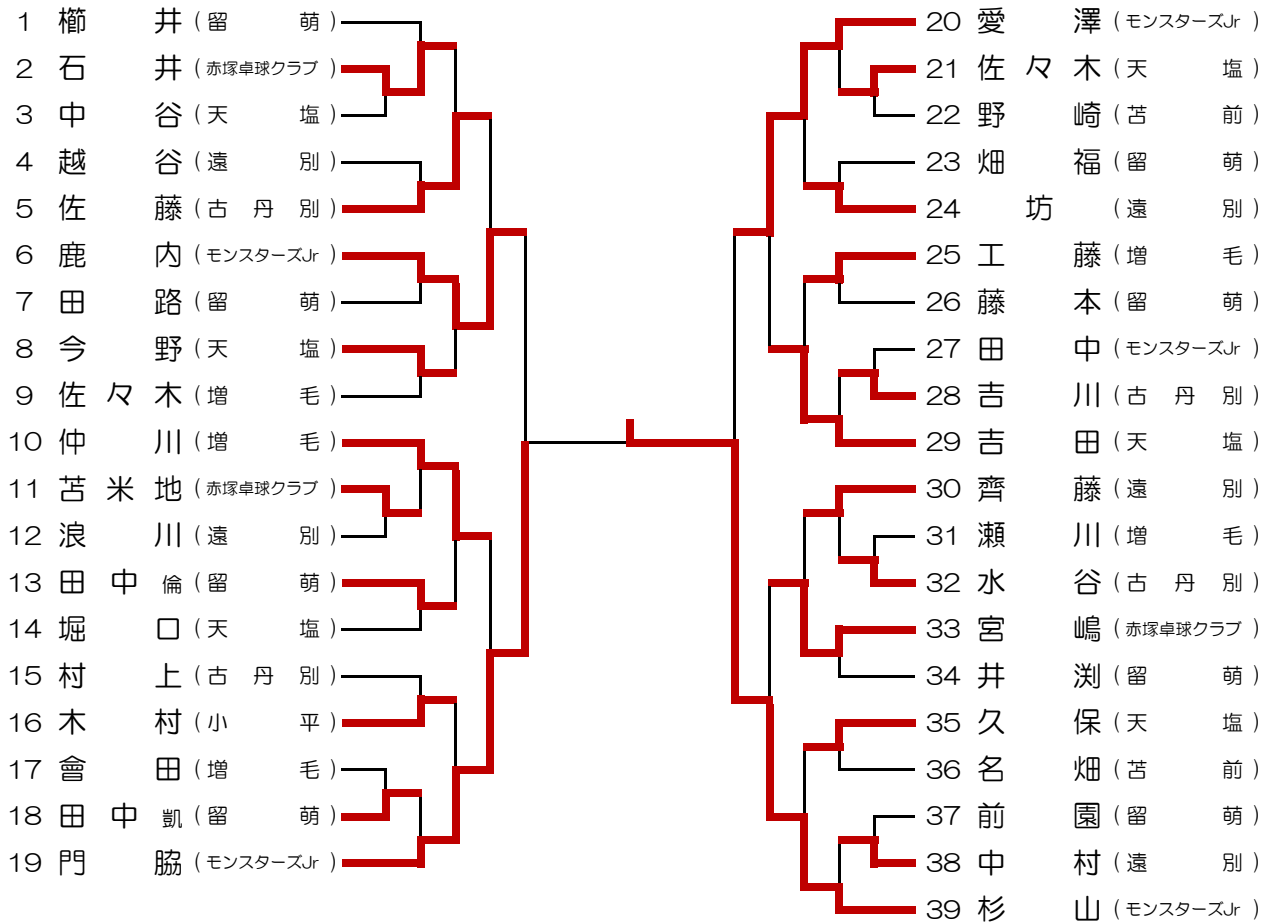 1 櫛井 (留萌)
2 石井 (赤塚卓球クラブ)
3 中谷 (天塩)
4 越谷 (遠別)
5 佐藤 (古丹別)
6 鹿内 (モンスターズJr)
7 田路 (留萌)
8 今野 (天塩)
9 佐々木 (増毛)
10 仲川 (増毛)
11 苫米地 (赤塚卓球クラブ)
12 浪川 (遠別)
13 田中倫 (留萌)
14 堀口 (天塩)
15 村上 (古丹別)
16 木村 (小平)
17 會田 (増毛)
18 田中凱 (留萌)
19 門脇 (モンスターズJr)
20 愛澤 (モンスターズJr)
21 佐々木 (天塩)
22 野崎 (苫前)
23 畑福 (留萌)
24 坊 (遠別)
25 工藤 (増毛)
26 藤本 (留萌)
27 田中 (モンスターズJr)
28 吉川 (古丹別)
29 吉田 (天塩)
30 齊藤 (遠別)
31 瀬川 (増毛)
32 水谷 (古丹別)
33 宮嶋 (赤塚卓球クラブ)
34 井渕 (留萌)
35 久保 (天塩)
36 名畑 (苫前)
37 前園 (留萌)
38 中村 (遠別)
39 杉山 (モンスターズJr)